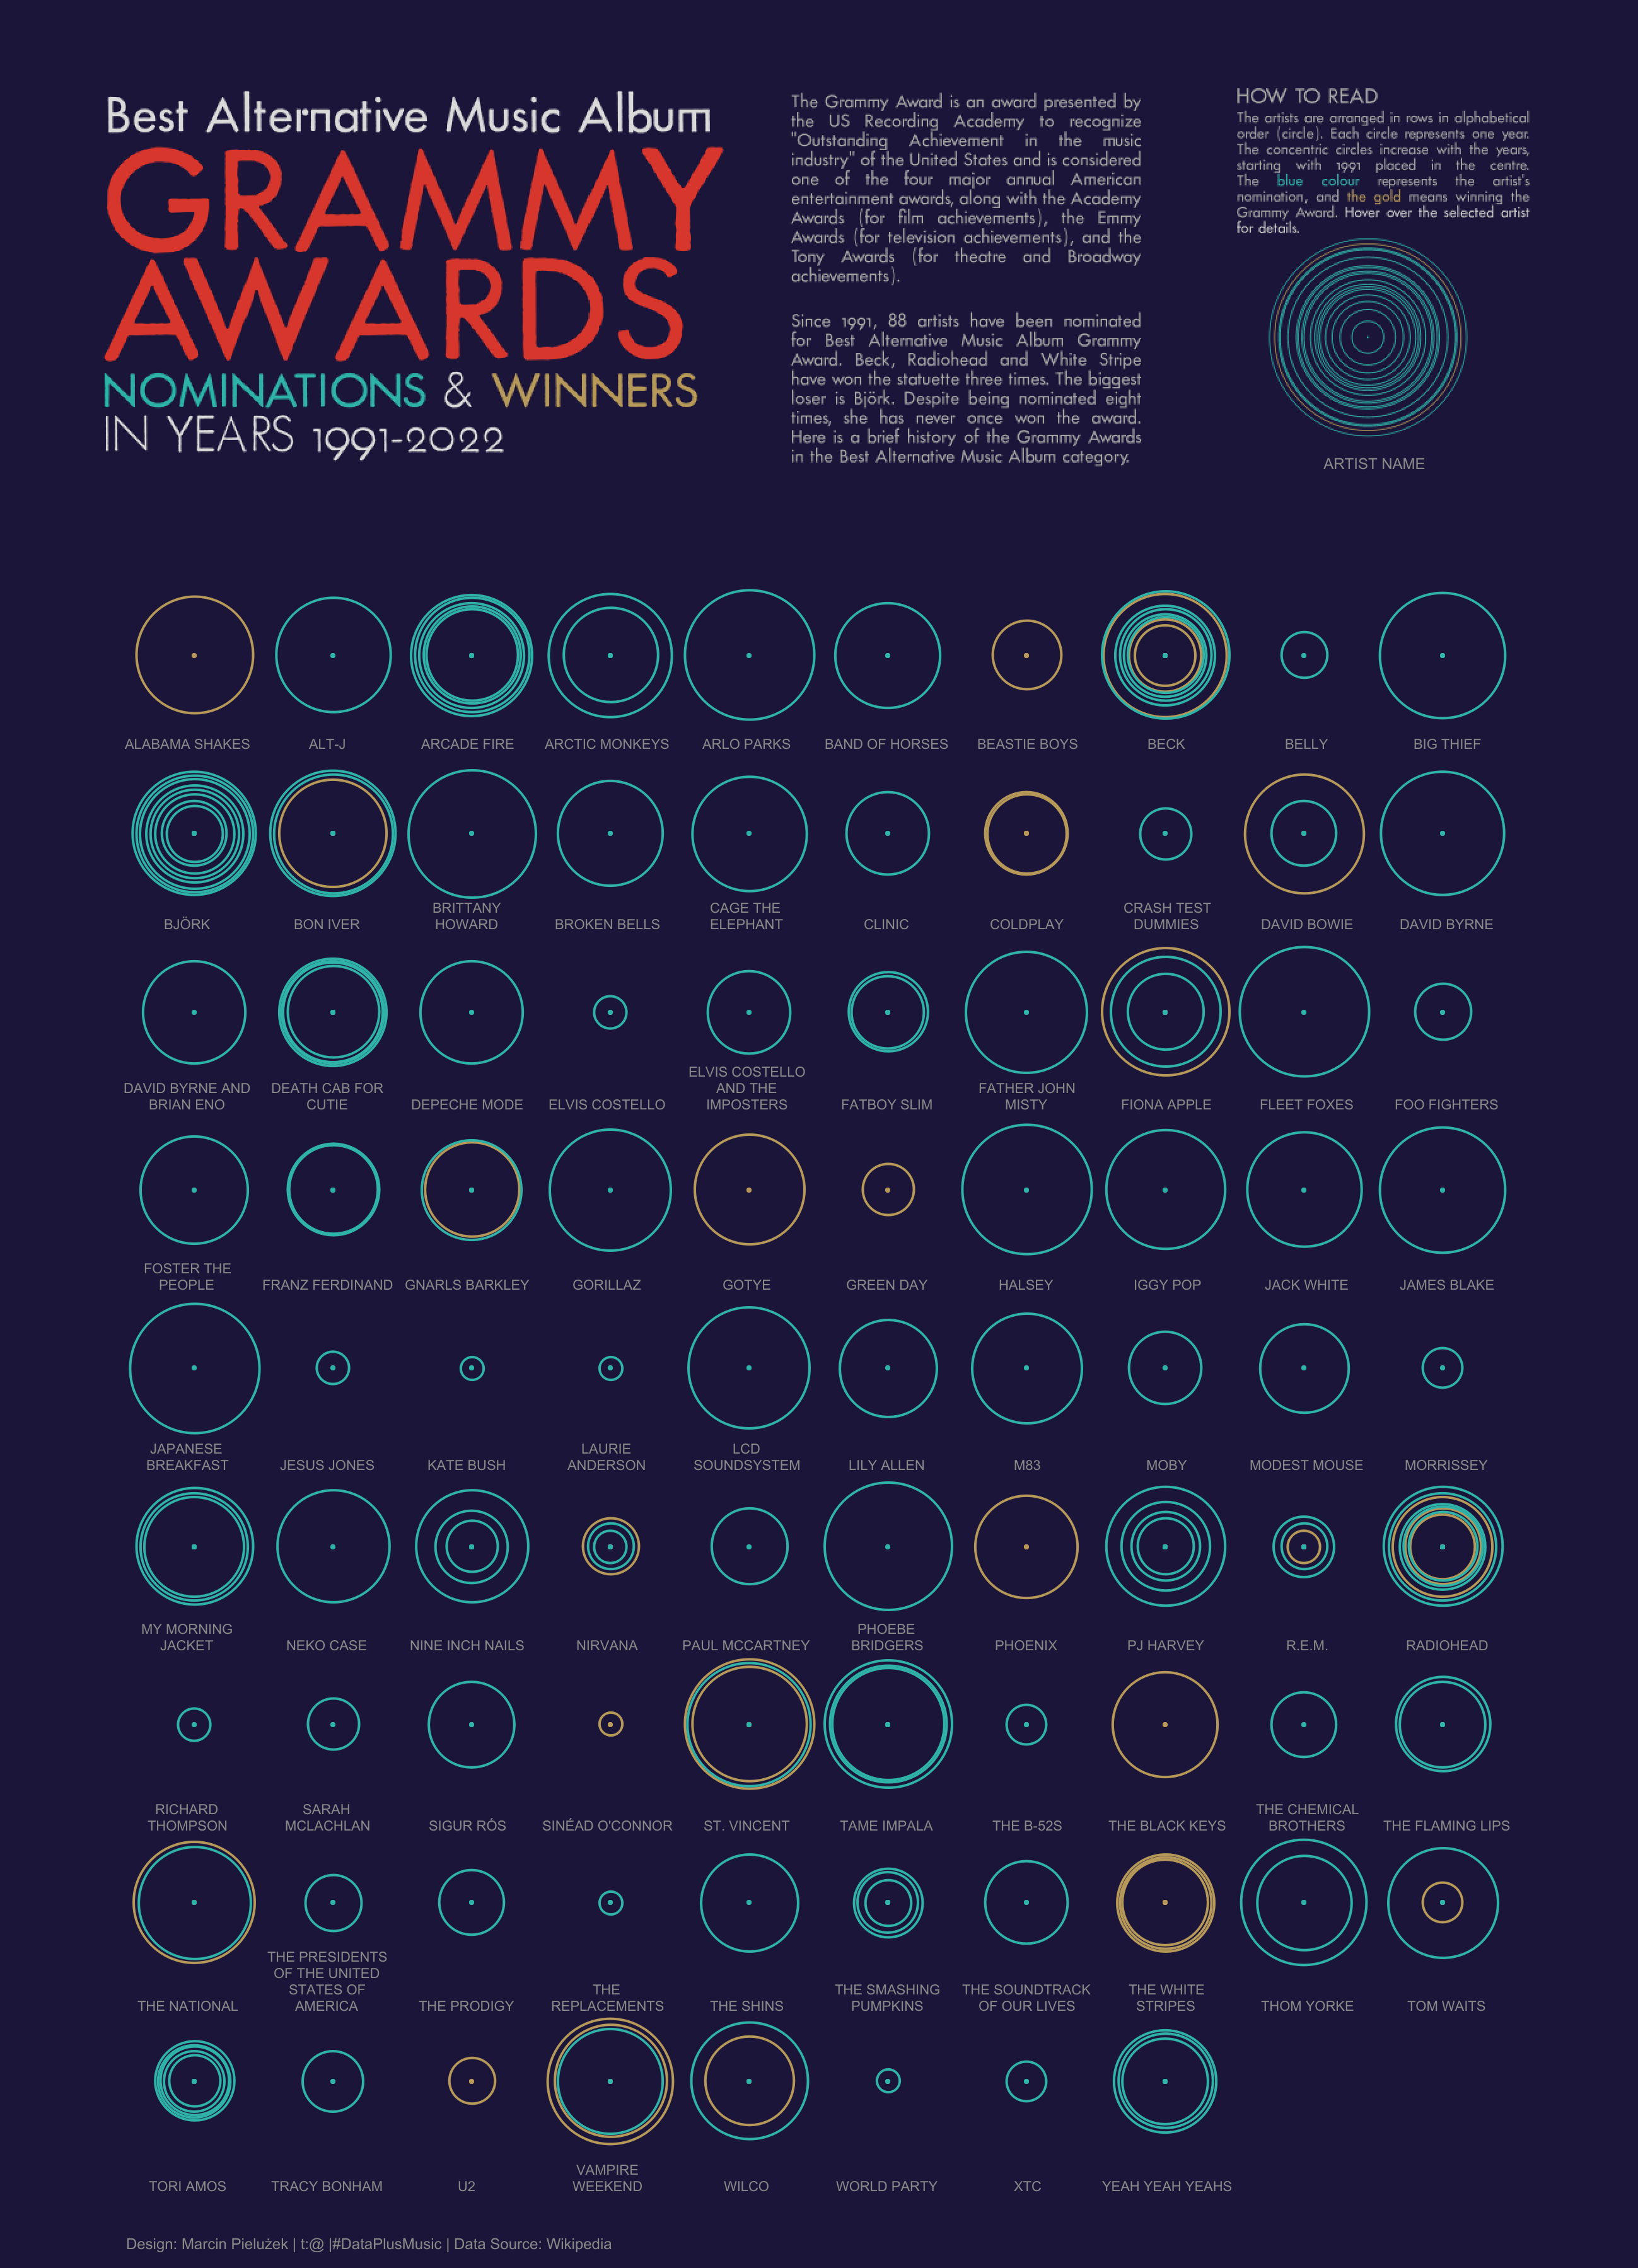 Best Alternative Music Album
GRAMMY
AWARDS
NOMINATIONS & WINNERS
IN YEARS 1991-2022
The Grammy Award is an award presented by
the US Recording Academy to recognize
"Outstanding Achievement in the music
industry" of the United States and is considered
one of the four major annual American
entertainment awards, along with the Academy
Awards (for film achievements), the Emmy
Awards (for television achievements), and the
Tony Awards (for theatre and Broadway
achievements).
Since 1991, 88 artists have been nominated
for Best Alternative Music Album Grammy
Award. Beck, Radiohead and White Stripe
have won the statuette three times. The biggest
loser is Björk. Despite being nominated eight
times, she has never once won the award.
Here is a brief history of the Grammy Awards
in the Best Alternative Music Album category.
HOW TO READ
The artists are arranged in rows in alphabetical
order (circle). Each circle represents one year.
The concentric circles increase with the years,
starting with 1991 placed in the centre.
The blue colour represents the artist's
nomination, and the gold means winning the
Grammy Award. Hover over the selected artist
for details.
ARTIST NAME
ALABAMA SHAKES
ALT-J
ARCADE FIRE
ARCTIC MONKEYS
ARLO PARKS
BAND OF HORSES
BEASTIE BOYS
BECK
BELLY
BIG THIEF
BJÖRK
BON IVER
BRITTANY
HOWARD
BROKEN BELLS
CAGE THE
ELEPHANT
CLINIC
COLDPLAY
CRASH TEST
DUMMIES
DAVID BOWIE
DAVID BYRNE
DAVID BYRNE AND
BRIAN ENO
DEATH CAB FOR
CUTIE
DEPECHE MODE
ELVIS COSTELLO
ELVIS COSTELLO
AND THE
IMPOSTERS
FATBOY SLIM
FATHER JOHN
MISTY
FIONA APPLE
FLEET FOXES
FOO FIGHTERS
FOSTER THE
PEOPLE
FRANZ FERDINAND
GNARLS BARKLEY
GORILLAZ
GOTYE
GREEN DAY
HALSEY
IGGY POP
JACK WHITE
JAMES BLAKE
JAPANESE
BREAKFAST
JESUS JONES
KATE BUSH
LAURIE
ANDERSON
LCD
SOUNDSYSTEM
LILY ALLEN
M83
MOBY
MODEST MOUSE
MORRISSEY
MY MORNING
JACKET
NEKO CASE
NINE INCH NAILS
NIRVANA
PAUL MCCARTNEY
PHOEBE
BRIDGERS
PHOENIX
PJ HARVEY
R.E.M.
RADIOHEAD
RICHARD
THOMPSON
SARAH
MCLACHLAN
SIGUR RÓS
SINÉAD O'CONNOR
ST. VINCENT
TAME IMPALA
THE B-52S
THE BLACK KEYS
THE CHEMICAL
BROTHERS
THE FLAMING LIPS
THE NATIONAL
THE PRESIDENTS
OF THE UNITED
STATES OF
AMERICA
THE PRODIGY
THE
REPLACEMENTS
THE SHINS
THE SMASHING
PUMPKINS
THE SOUNDTRACK
OF OUR LIVES
THE WHITE
STRIPES
THOM YORKE
TOM WAITS
TORI AMOS
TRACY BONHAM
U2
VAMPIRE
WEEKEND
WILCO
WORLD PARTY
XTC
YEAH YEAH YEAHS
Design: Marcin Pielużek | t:@ |#DataPlusMusic | Data Source: Wikipedia